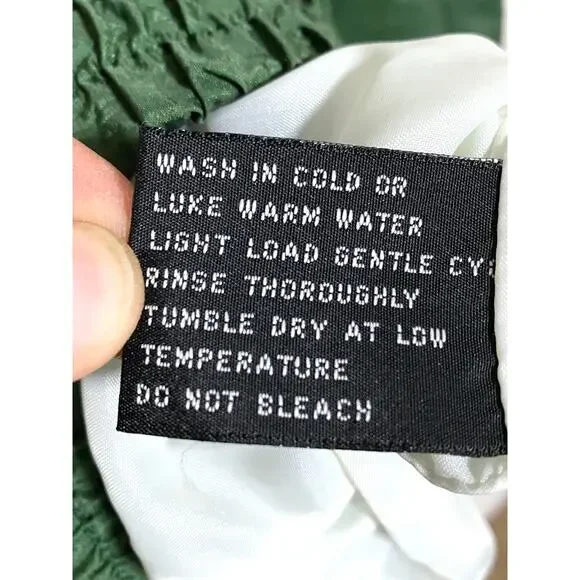 WASH IN COLD OR
LUKE WARM WATER
LIGHT LOAD GENTLE CYC
RINSE THOROUGHLY
TUMBLE DRY AT LOW
TEMPERATURE
DO NOT BLEACH